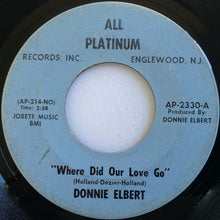 ALL
PLATINUM
RECORDS, INC.
ENGLEWOOD, N.J.
(AP-214-NO)
Time: 2:58
JOBETE MUSIC
BMI
AP-2330-A
Produced by
DONNIE ELBERT
"Where Did Our Love Go"
(Holland-Dozier-Holland)
DONNIE ELBERT